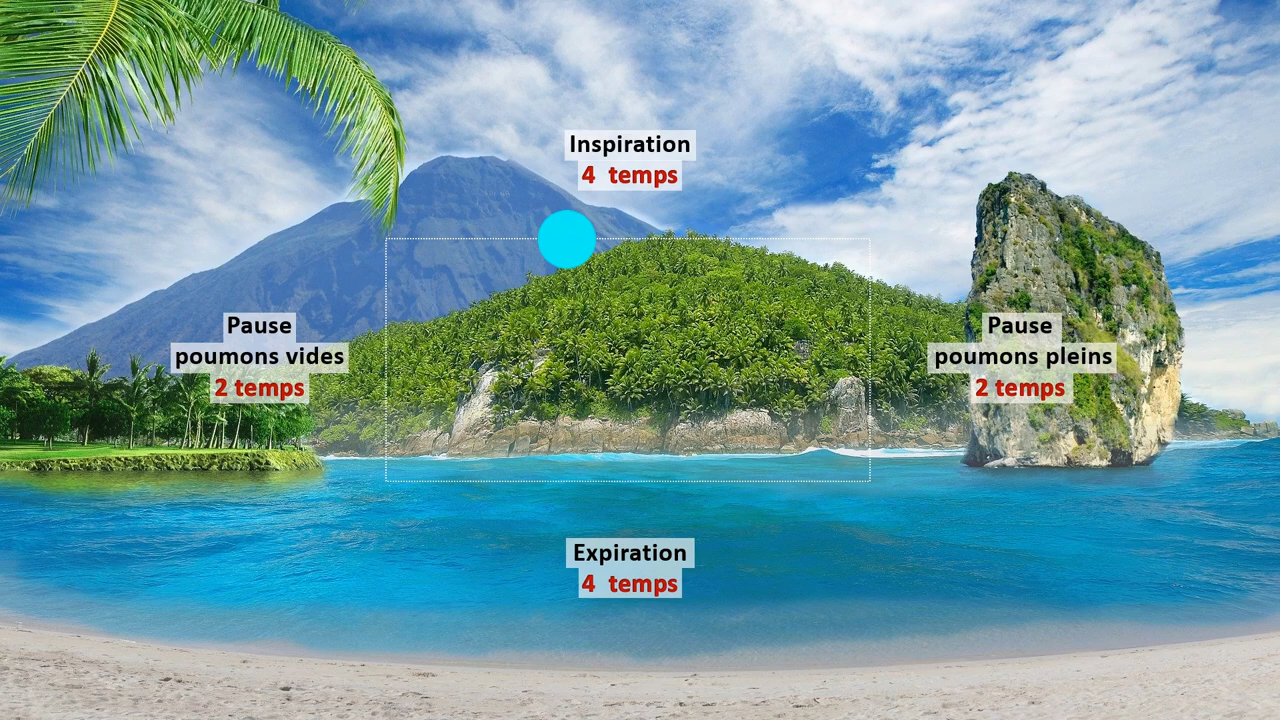 Inspiration
4 temps
Pause
poumons vides
2 temps
Pause
poumons pleins
2 temps
Expiration
4 temps